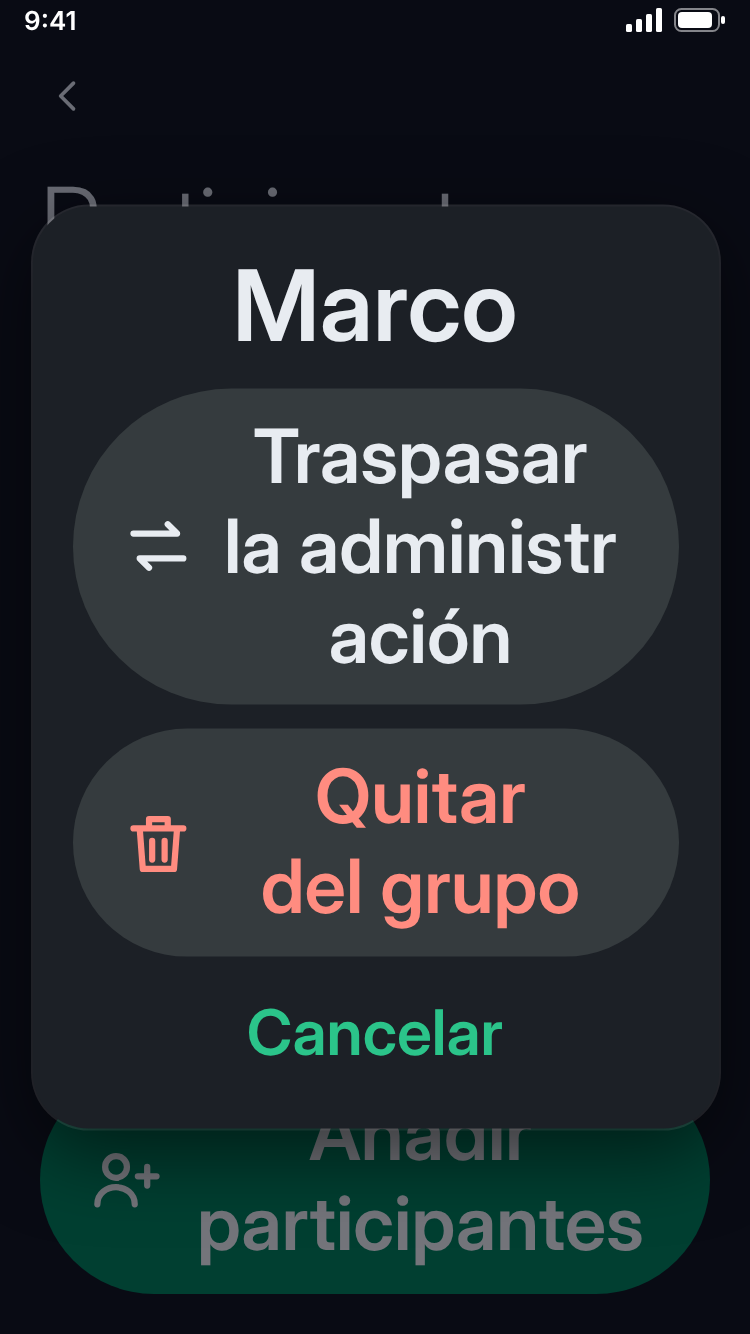 9:41
Marco
Traspasar
la administr
ación
Quitar
del grupo
Cancelar
Añadir
participantes